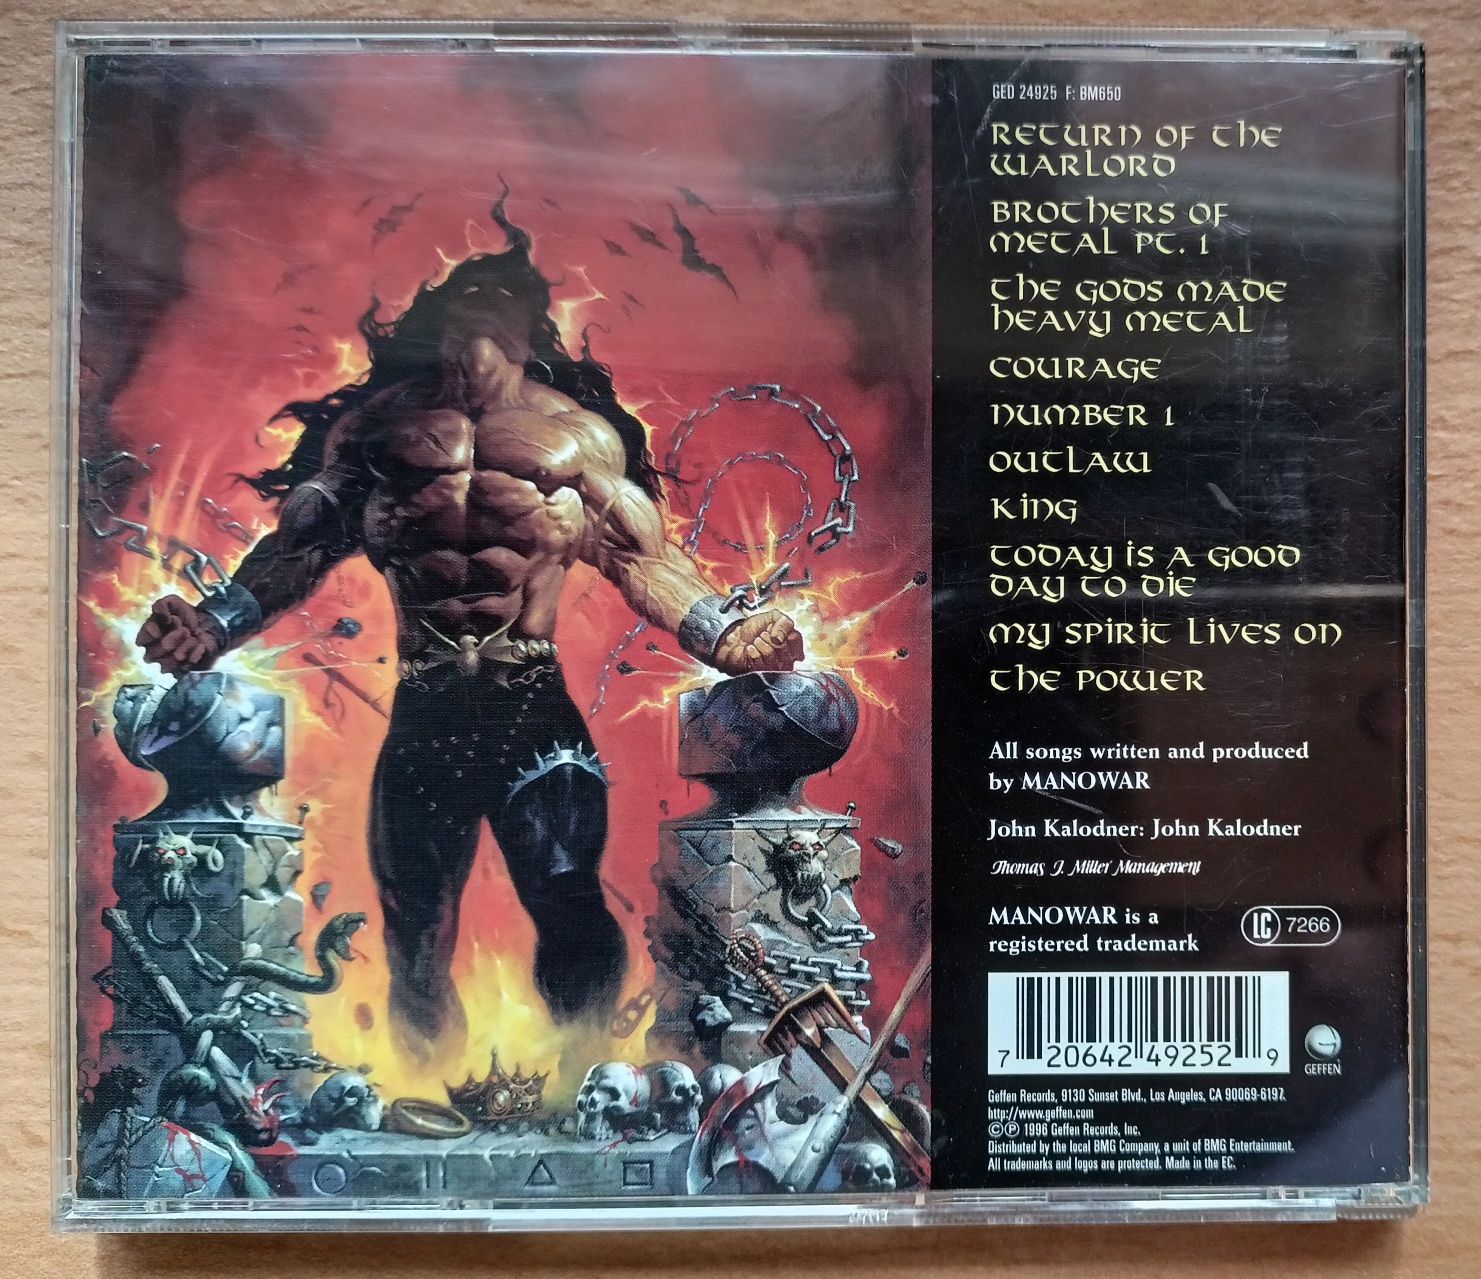 GED 24925 F: BM650
RETURN OF THE
WARLORD
BROTHERS OF
METAL PT. 1
THE GODS MADE
HEAVY METAL
COURAGE
NUMBER 1
OUTLAW
KING
TODAY IS A GOOD
DAY TO DIE
MY SPIRIT LIVES ON
THE POWER
All songs written and produced
by MANOWAR
John Kalodner: John Kalodner
Thomas J. Miller Management
MANOWAR is a
registered trademark
LC 7266
7 20642 49252 9
GEFFEN
Geffen Records, 9130 Sunset Blvd., Los Angeles, CA 90069-6197.
http://www.geffen.com
©℗ 1996 Geffen Records, Inc.
Distributed by the local BMG Company, a unit of BMG Entertainment.
All trademarks and logos are protected. Made in the EC.